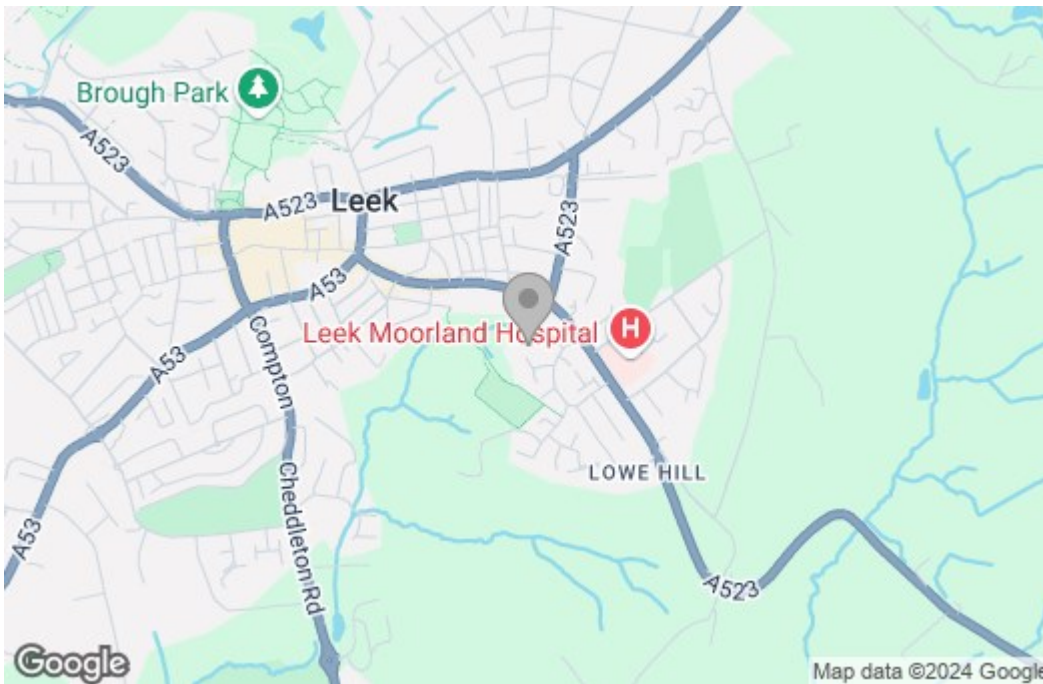 Brough Park
A523
A523
Leek
A523
A53
Leek Moorland Hospital
H
A53
Compton
LOWE HILL
Cheddleton Rd
A53
A523
Google
Map data ©2024 Google